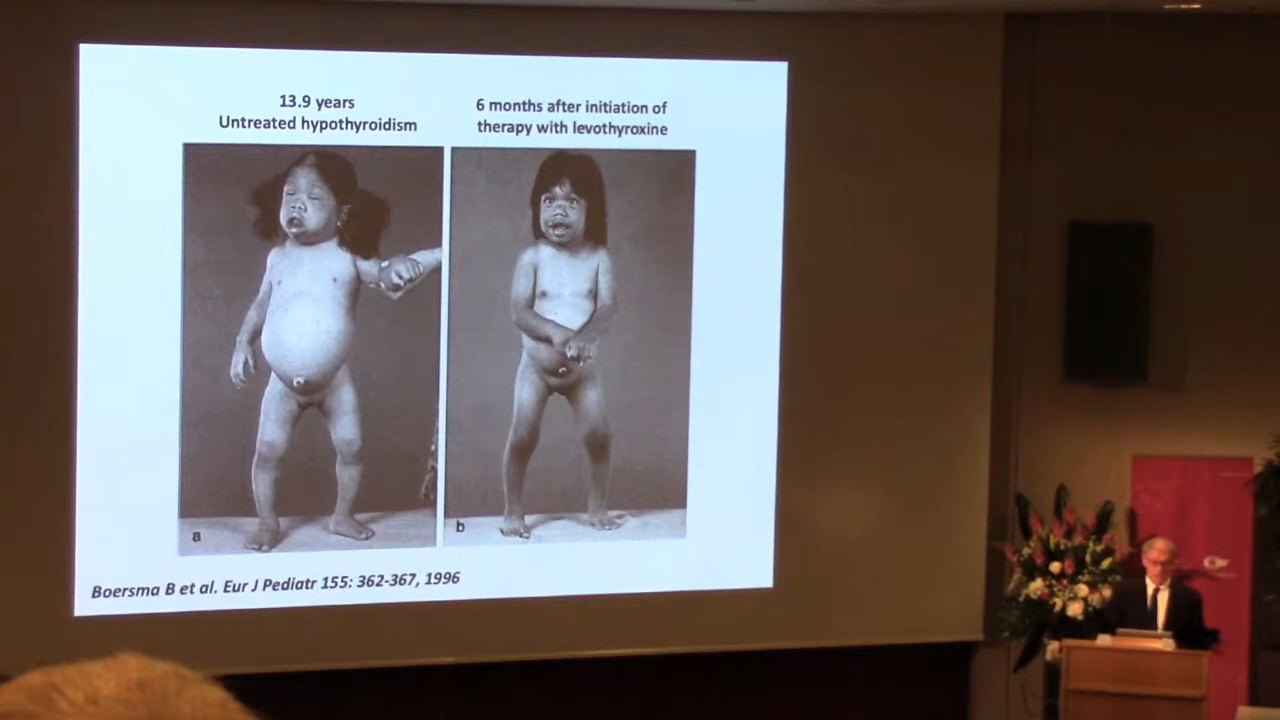 13.9 years
Untreated hypothyroidism
6 months after initiation of
therapy with levothyroxine
a
b
Boersma B et al. Eur J Pediatr 155: 362-367, 1996